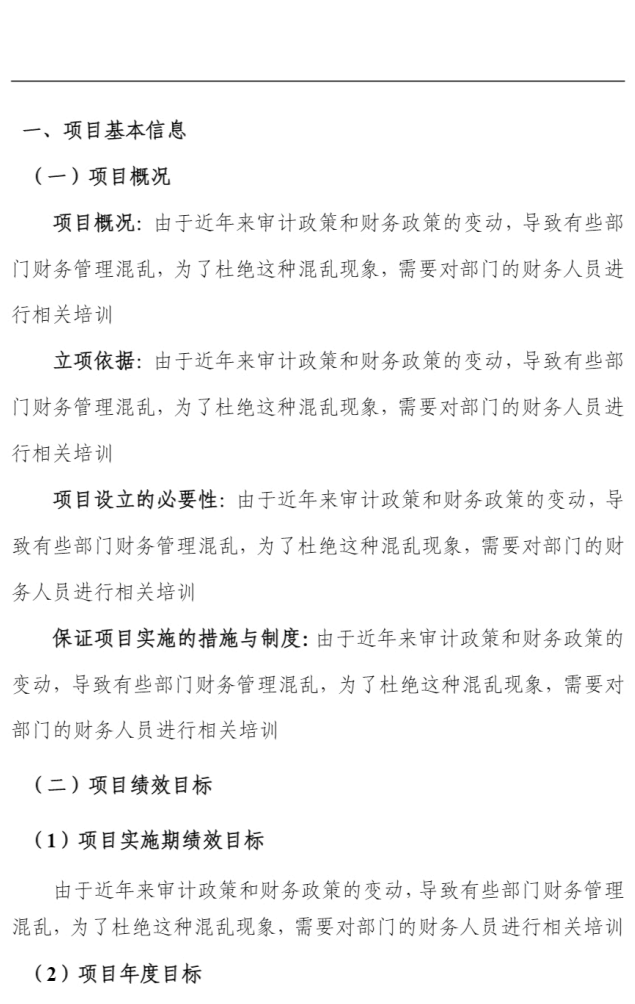 一、项目基本信息
（一）项目概况
项目概况：由于近年来审计政策和财务政策的变动，导致有些部
门财务管理混乱，为了杜绝这种混乱现象，需要对部门的财务人员进
行相关培训
立项依据：由于近年来审计政策和财务政策的变动，导致有些部
门财务管理混乱，为了杜绝这种混乱现象，需要对部门的财务人员进
行相关培训
项目设立的必要性：由于近年来审计政策和财务政策的变动，导
致有些部门财务管理混乱，为了杜绝这种混乱现象，需要对部门的财
务人员进行相关培训
保证项目实施的措施与制度：由于近年来审计政策和财务政策的
变动，导致有些部门财务管理混乱，为了杜绝这种混乱现象，需要对
部门的财务人员进行相关培训
（二）项目绩效目标
（1）项目实施期绩效目标
由于近年来审计政策和财务政策的变动，导致有些部门财务管理
混乱，为了杜绝这种混乱现象，需要对部门的财务人员进行相关培训
（2）项目年度目标